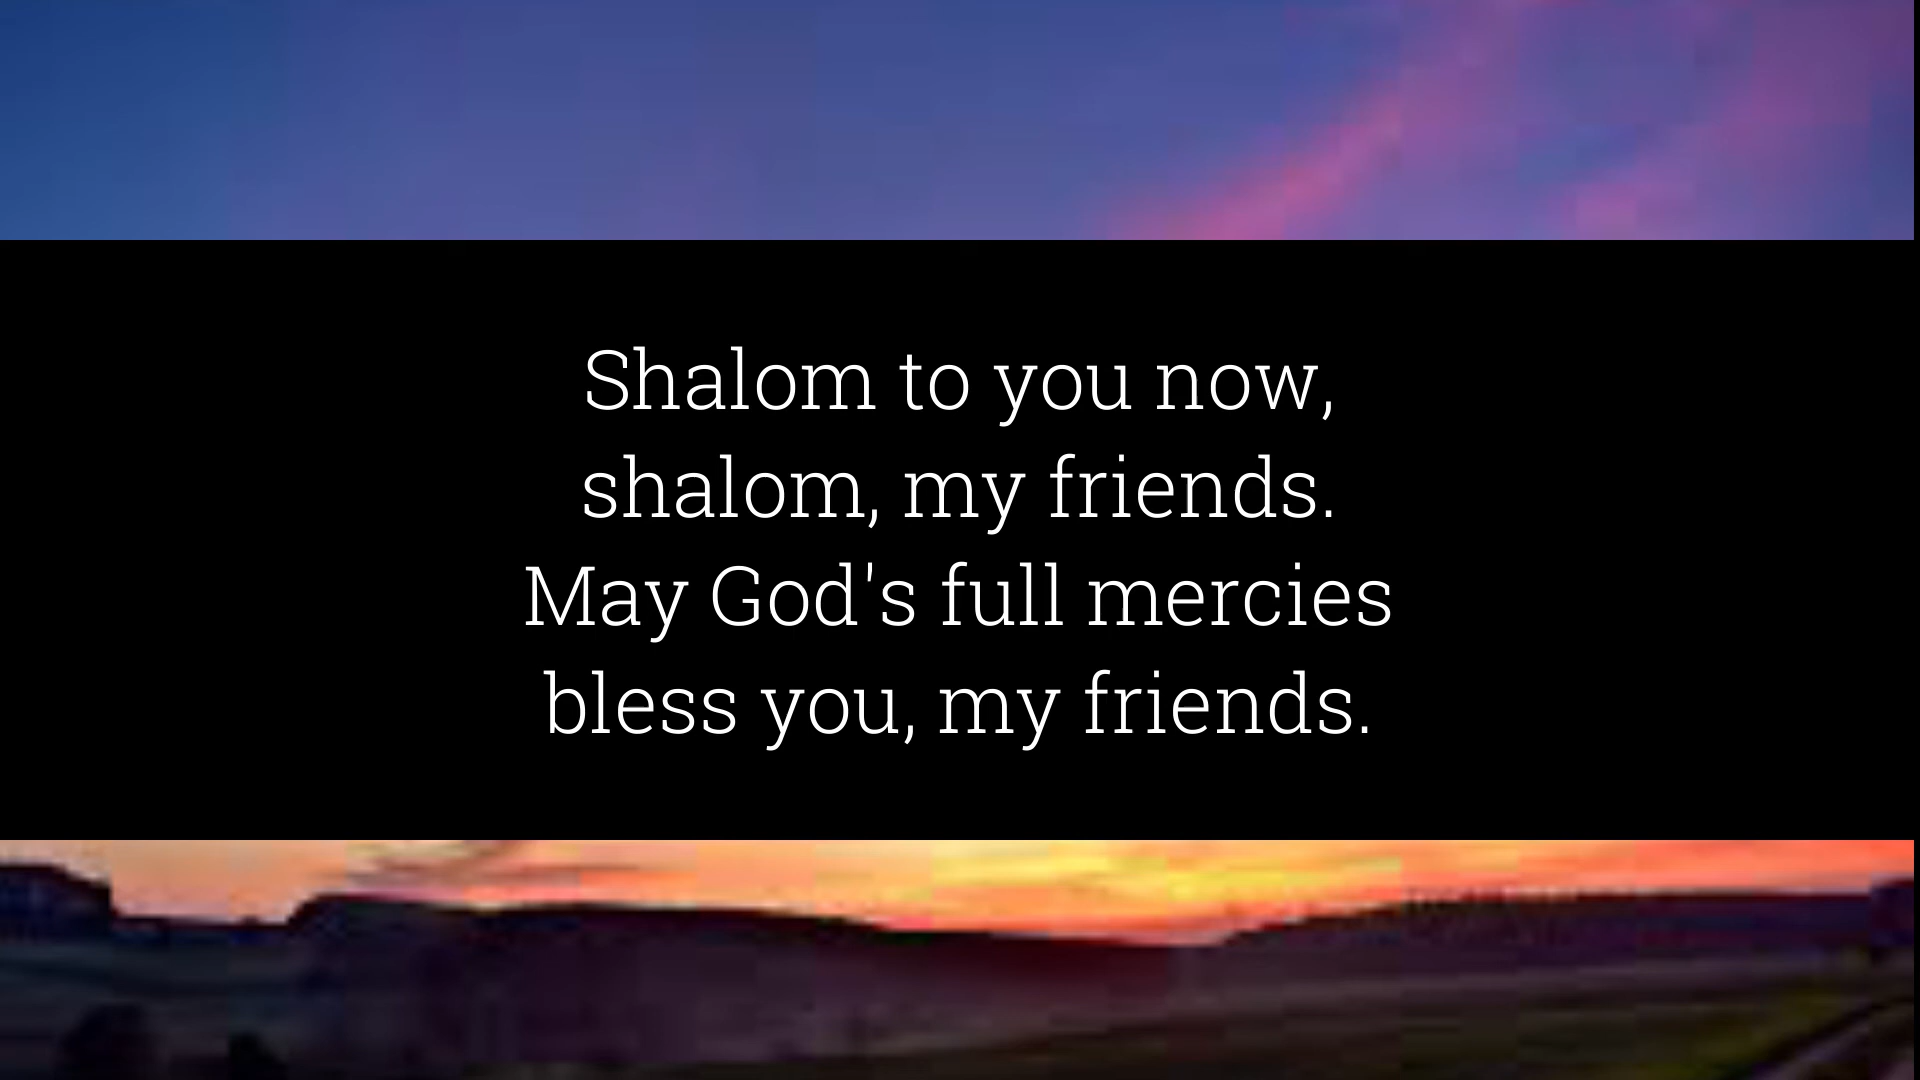 Shalom to you now,
shalom, my friends.
May God's full mercies
bless you, my friends.